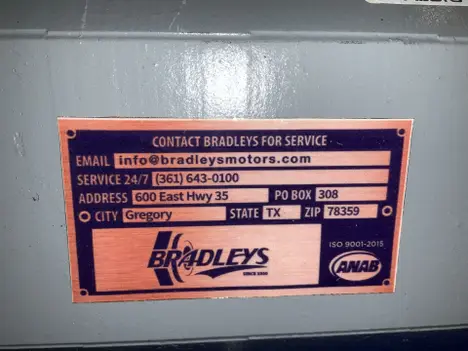 CONTACT BRADLEYS FOR SERVICE
EMAIL info@bradleysmotors.com
SERVICE 24/7 (361) 643-0100
ADDRESS 600 East Hwy 35 PO BOX 308
CITY Gregory STATE TX ZIP 78359
BRADLEYS
ISO 9001-2015
ANAB